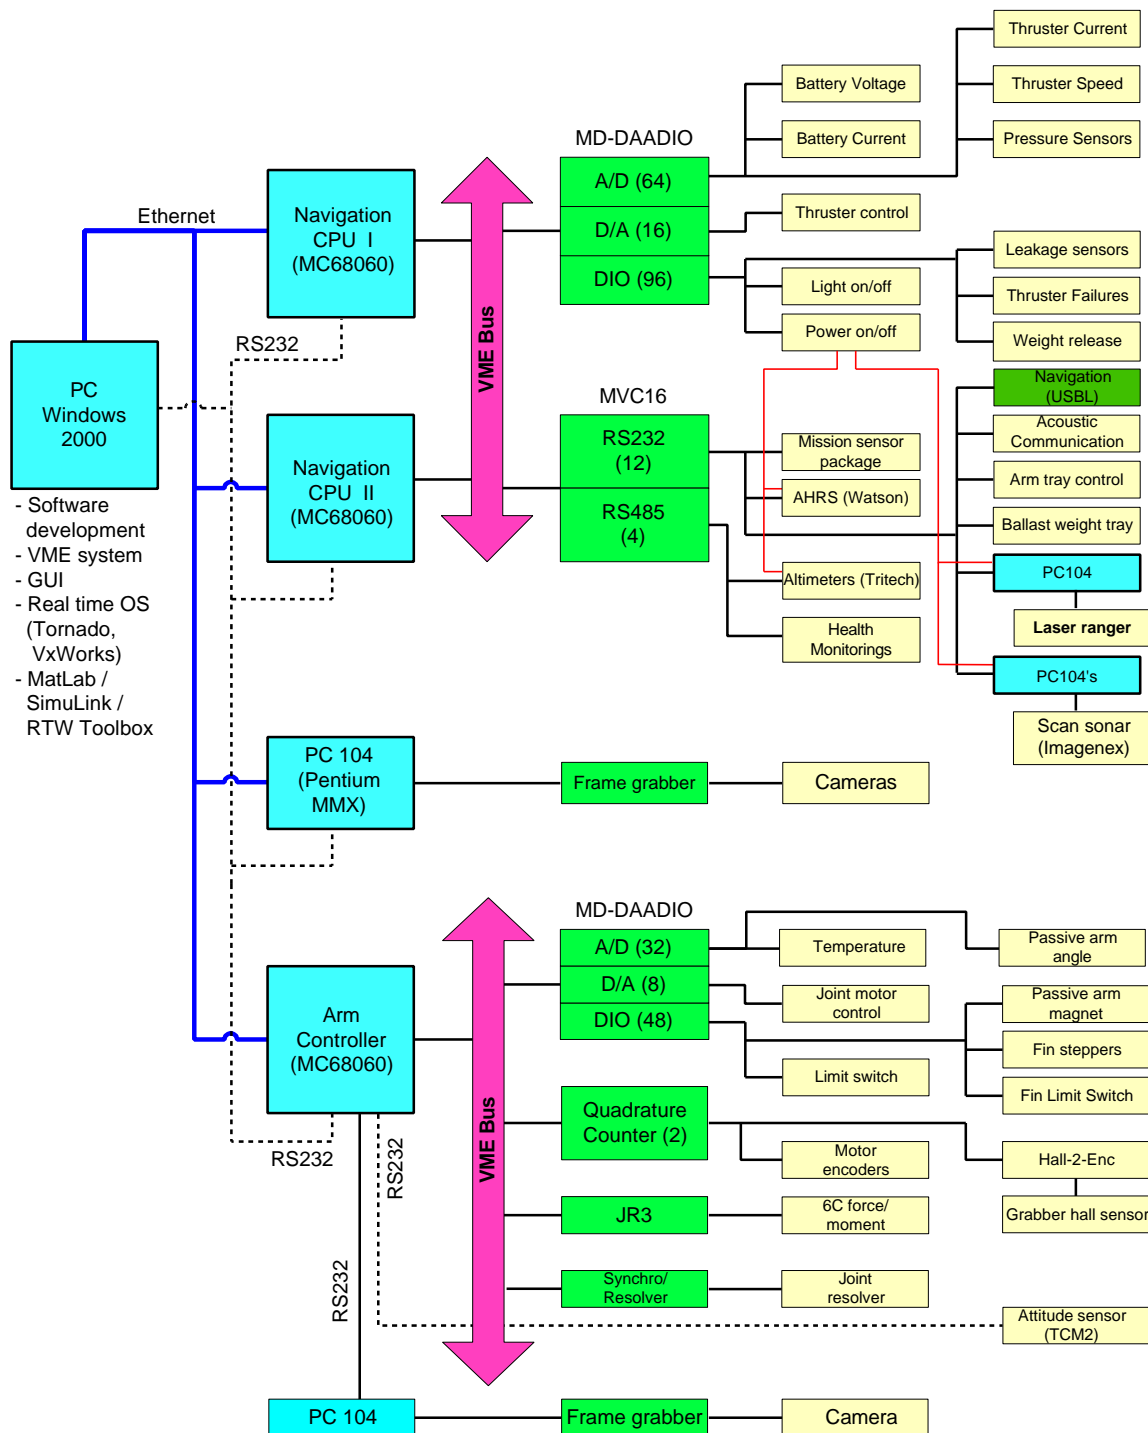 Thruster Current
Battery Voltage
Thruster Speed
MD-DAADIO
Battery Current
Pressure Sensors
A/D (64)
Ethernet
Navigation
CPU I
(MC68060)
D/A (16)
Thruster control
DIO (96)
Leakage sensors
Light on/off
Thruster Failures
Power on/off
Weight release
VME Bus
RS232
PC
Windows
2000
MVC16
Navigation
(USBL)
RS232
(12)
Mission sensor
package
Acoustic
Communication
Navigation
CPU II
(MC68060)
AHRS (Watson)
Arm tray control
RS485
(4)
Ballast weight tray
- Software
development
- VME system
- GUI
- Real time OS
(Tornado,
VxWorks)
- MatLab /
SimuLink /
RTW Toolbox
Altimeters (Tritech)
PC104
Health
Monitorings
Laser ranger
PC104's
Scan sonar
(Imagenex)
PC 104
(Pentium
MMX)
Frame grabber
Cameras
MD-DAADIO
A/D (32)
Temperature
Passive arm
angle
D/A (8)
Joint motor
control
Passive arm
magnet
DIO (48)
Arm
Controller
(MC68060)
Fin steppers
Limit switch
Fin Limit Switch
VME Bus
Quadrature
Counter (2)
Motor
encoders
Hall-2-Enc
RS232
RS232
JR3
6C force/
moment
Grabber hall sensor
RS232
Synchro/
Resolver
Joint
resolver
Attitude sensor
(TCM2)
PC 104
Frame grabber
Camera